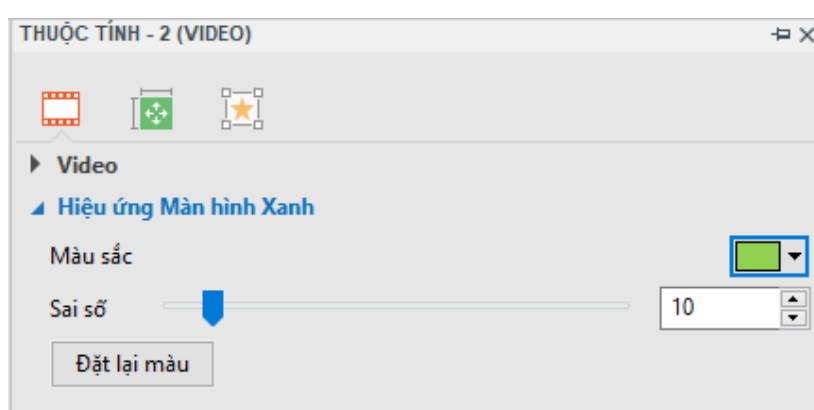 THUỘC TÍNH - 2 (VIDEO)
Video
Hiệu ứng Màn hình Xanh
Màu sắc
Sai số 10
Đặt lại màu